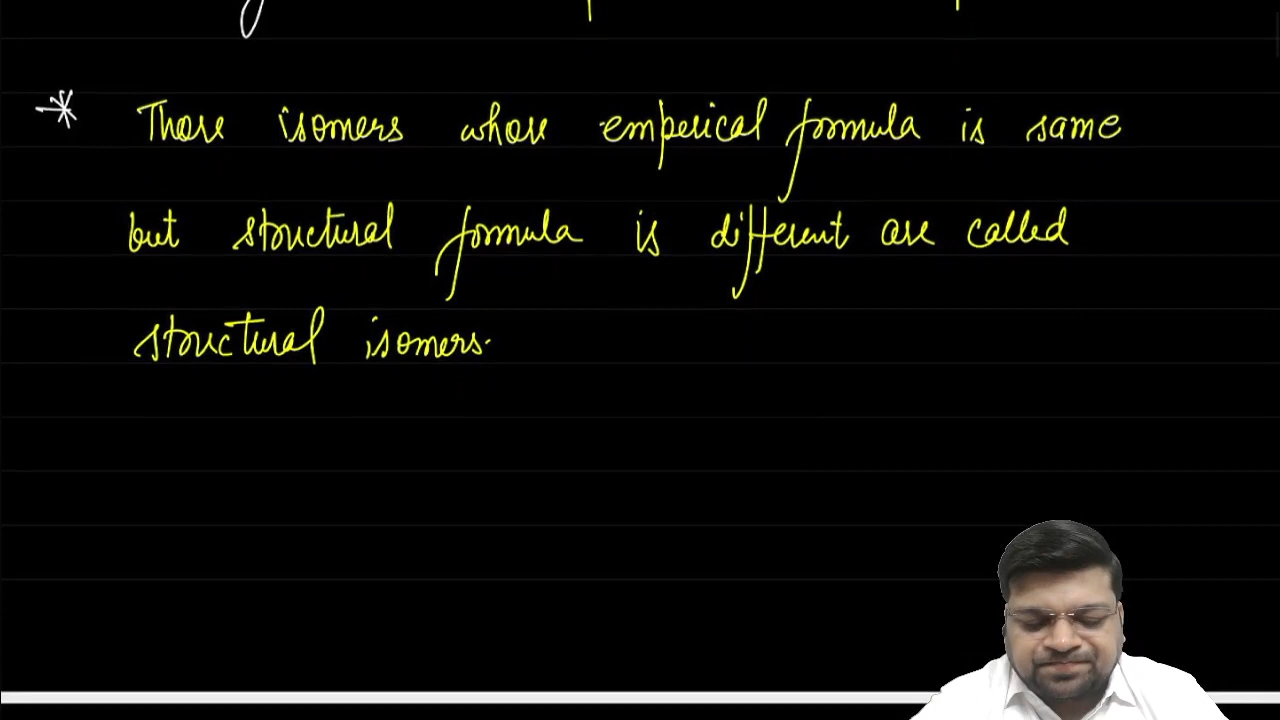 * Those isomers whose emperical formula is same
but structural formula is different are called
structural isomers.